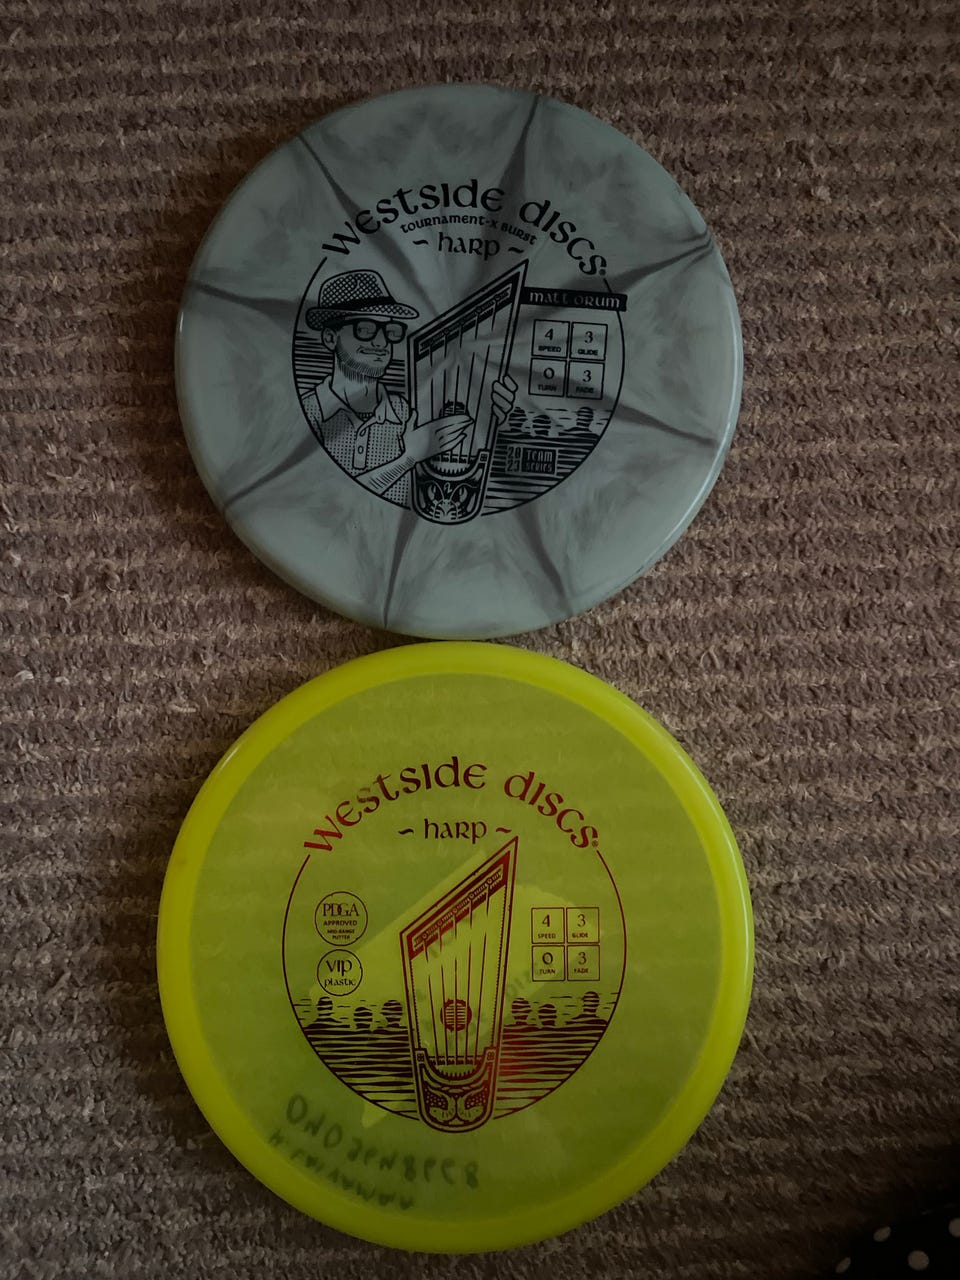 Westside discs®
tournament-x Burst
~ harp ~
matt orum
4 SPEED 3 GLIDE
0 TURN 3 FADE
2023 TEAM SERIES
Westside discs®
~ harp ~
PDGA
APPROVED
MID-RANGE
PUTTER
VIP
plastic
4 SPEED 3 GLIDE
0 TURN 3 FADE